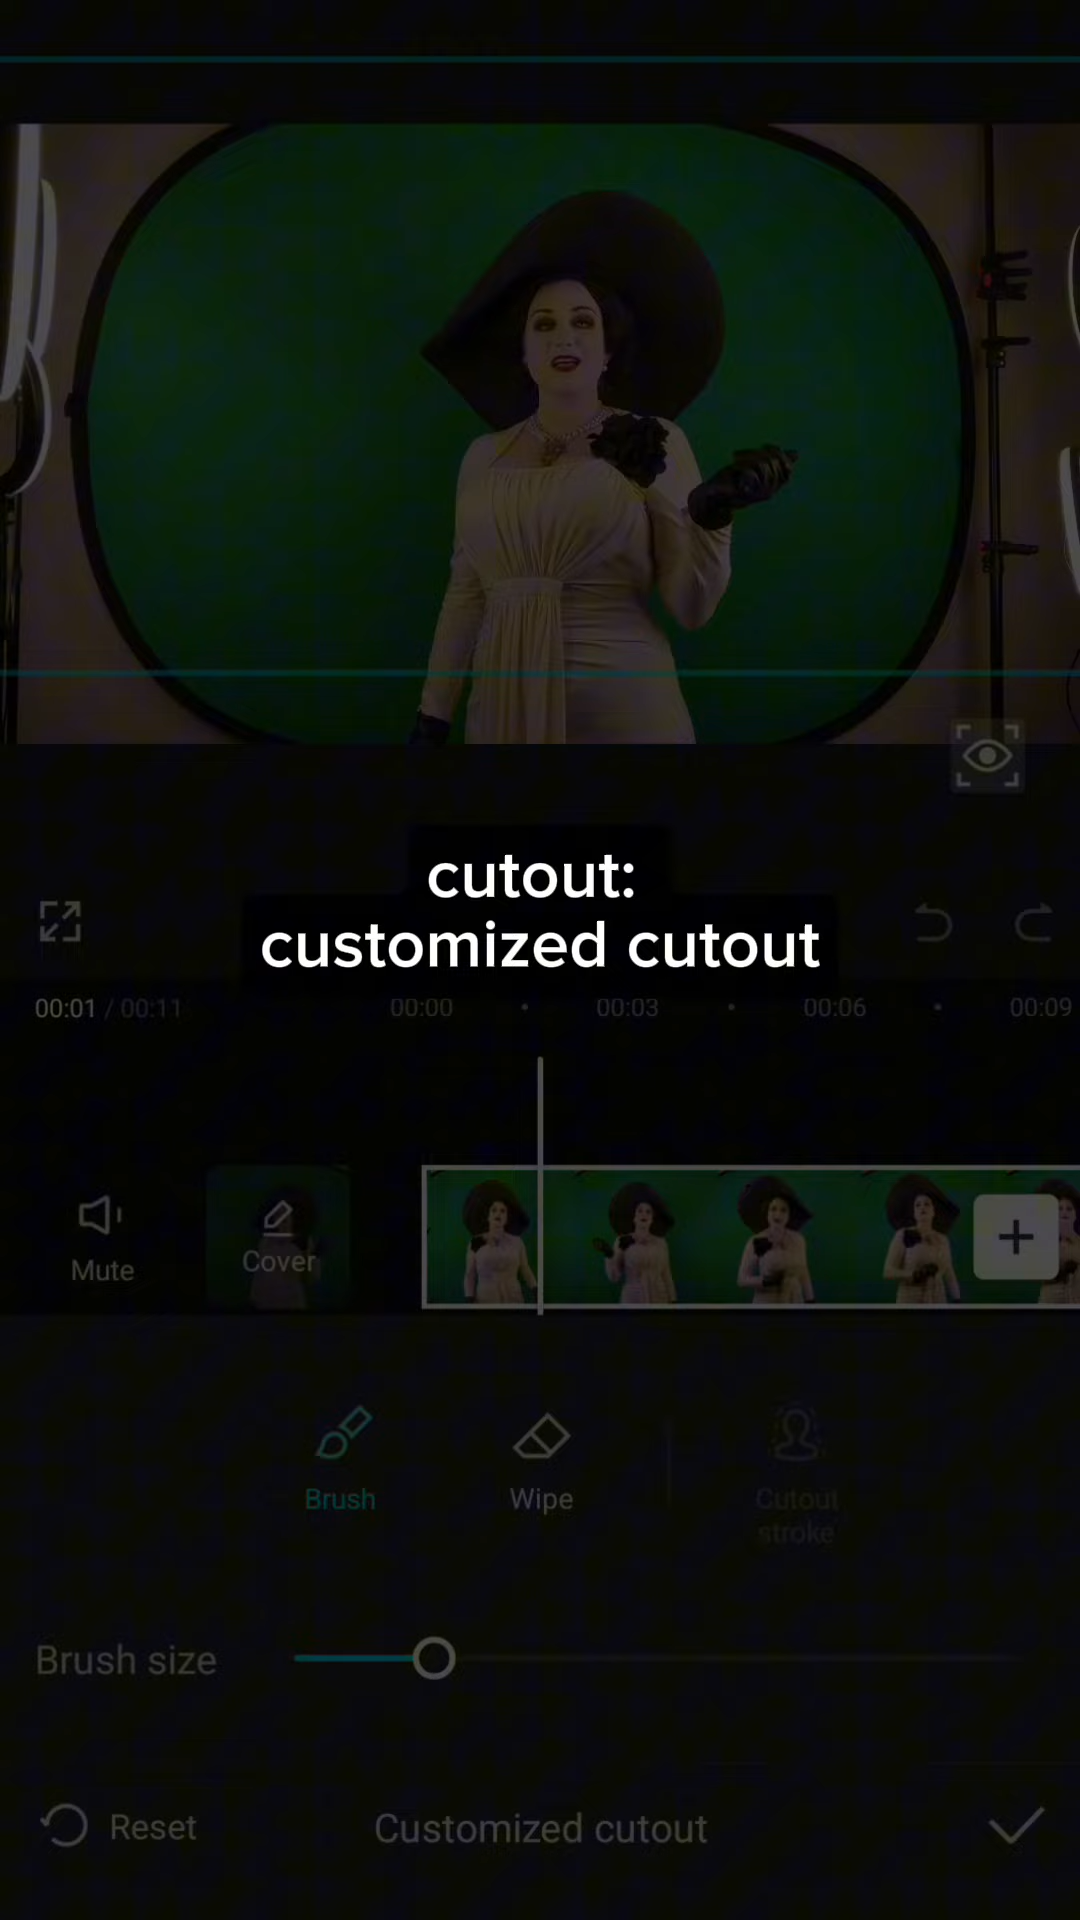 cutout:
customized cutout
00:01 / 00:11
00:00
00:03
00:06
00:09
Mute
Cover
Brush
Wipe
Cutout
stroke
Brush size
Reset
Customized cutout